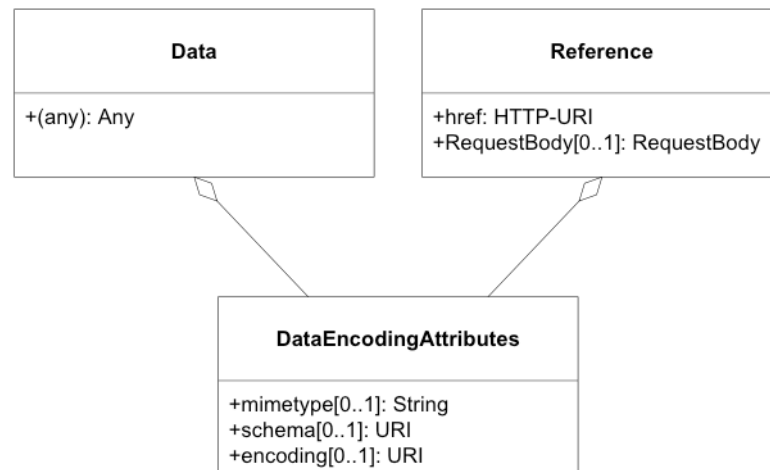 Data
+(any): Any
Reference
+href: HTTP-URI
+RequestBody[0..1]: RequestBody
DataEncodingAttributes
+mimetype[0..1]: String
+schema[0..1]: URI
+encoding[0..1]: URI